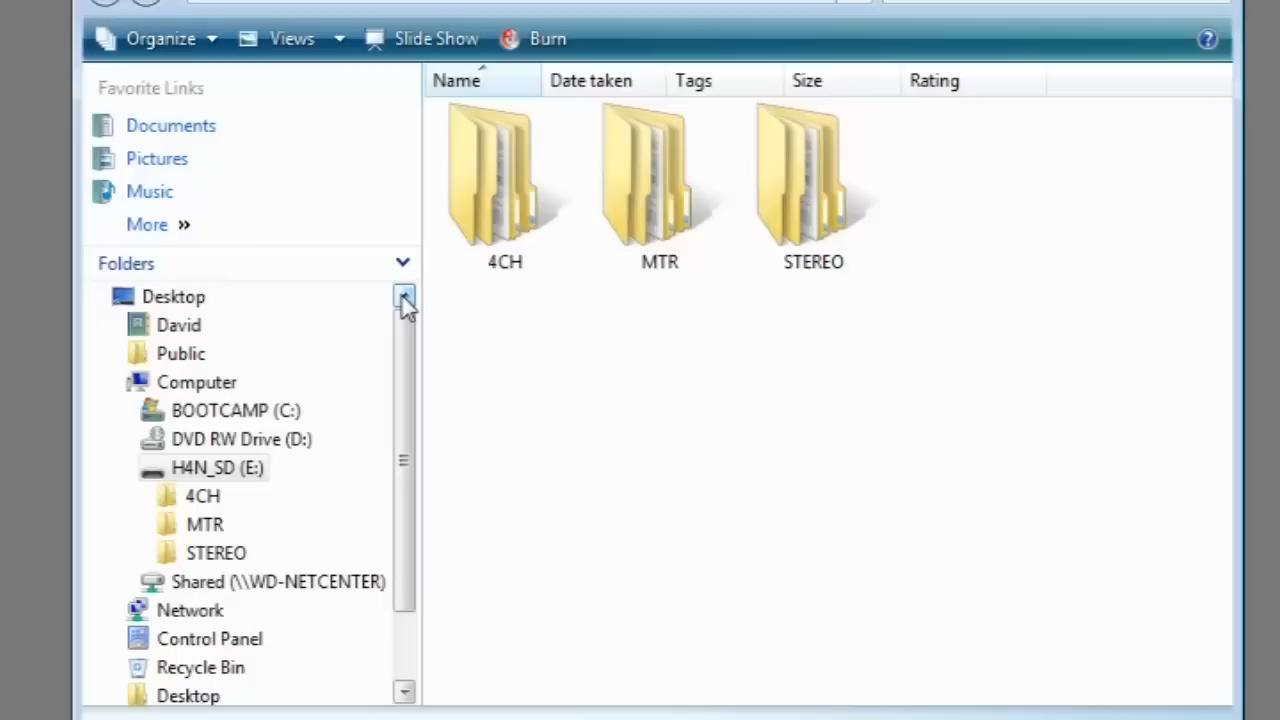 Organize Views Slide Show Burn
Favorite Links
Documents
Pictures
Music
More »
Folders
Desktop
David
Public
Computer
BOOTCAMP (C:)
DVD RW Drive (D:)
H4N_SD (E:)
4CH
MTR
STEREO
Shared (\\WD-NETCENTER)
Network
Control Panel
Recycle Bin
Desktop
Name Date taken Tags Size Rating
4CH MTR STEREO